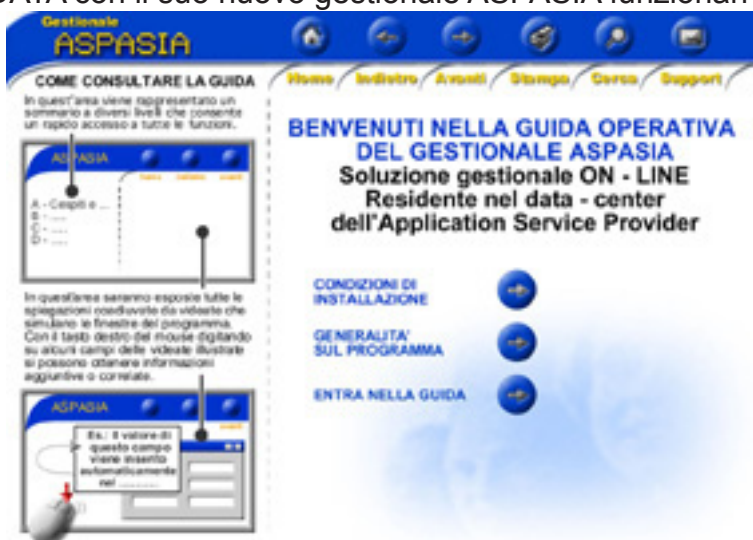 CATA con il suo nuovo gestionale ASPASIA funzionan
Gestionale
ASPASIA
Home
Indietro
Avanti
Stampa
Cerca
Support
COME CONSULTARE LA GUIDA
In quest'area viene rappresentato un
sommario a diversi livelli che consente
un rapido accesso a tutte le funzioni.
ASPASIA
A - Cespiti e ...
B - ....
C - ....
D - ....
In quest'area saranno esposte tutte le
spiegazioni coadiuvate da videate che
simulano le finestre del programma.
Con il tasto destro del mouse digitando
su alcuni campi delle videate illustrate
si possono ottenere informazioni
aggiuntive o correlate.
ASPASIA
Es.: Il valore di
questo campo
viene inserito
automaticamente
nel ..........
BENVENUTI NELLA GUIDA OPERATIVA
DEL GESTIONALE ASPASIA
Soluzione gestionale ON - LINE
Residente nel data - center
dell'Application Service Provider
CONDIZIONI DI
INSTALLAZIONE
GENERALITA'
SUL PROGRAMMA
ENTRA NELLA GUIDA